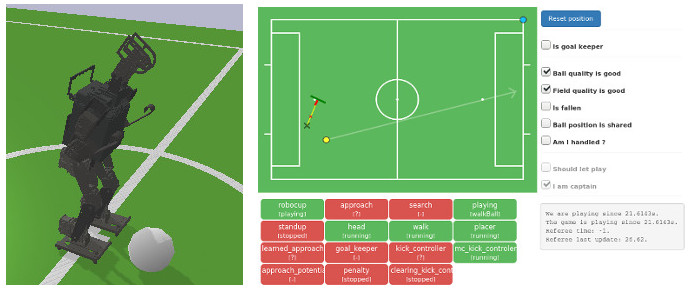 Reset position
Is goal keeper
Ball quality is good
Field quality is good
Is fallen
Ball position is shared
Am I handled ?
Should let play
I am captain
We are playing since 21.6163s.
The game is playing since 21.6163s.
Referee time: -1.
Referee last update: 26.62.
robocup
(playing)
approach
(?)
search
(-)
playing
(walkBall)
standup
(stopped)
head
(running)
walk
(running)
placer
(running)
learned_approach
(?)
goal_keeper
(-)
kick_controller
(?)
mc_kick_controler
(running)
approach_potentia
(-)
penalty
(stopped)
clearing_kick_cont
(stopped)